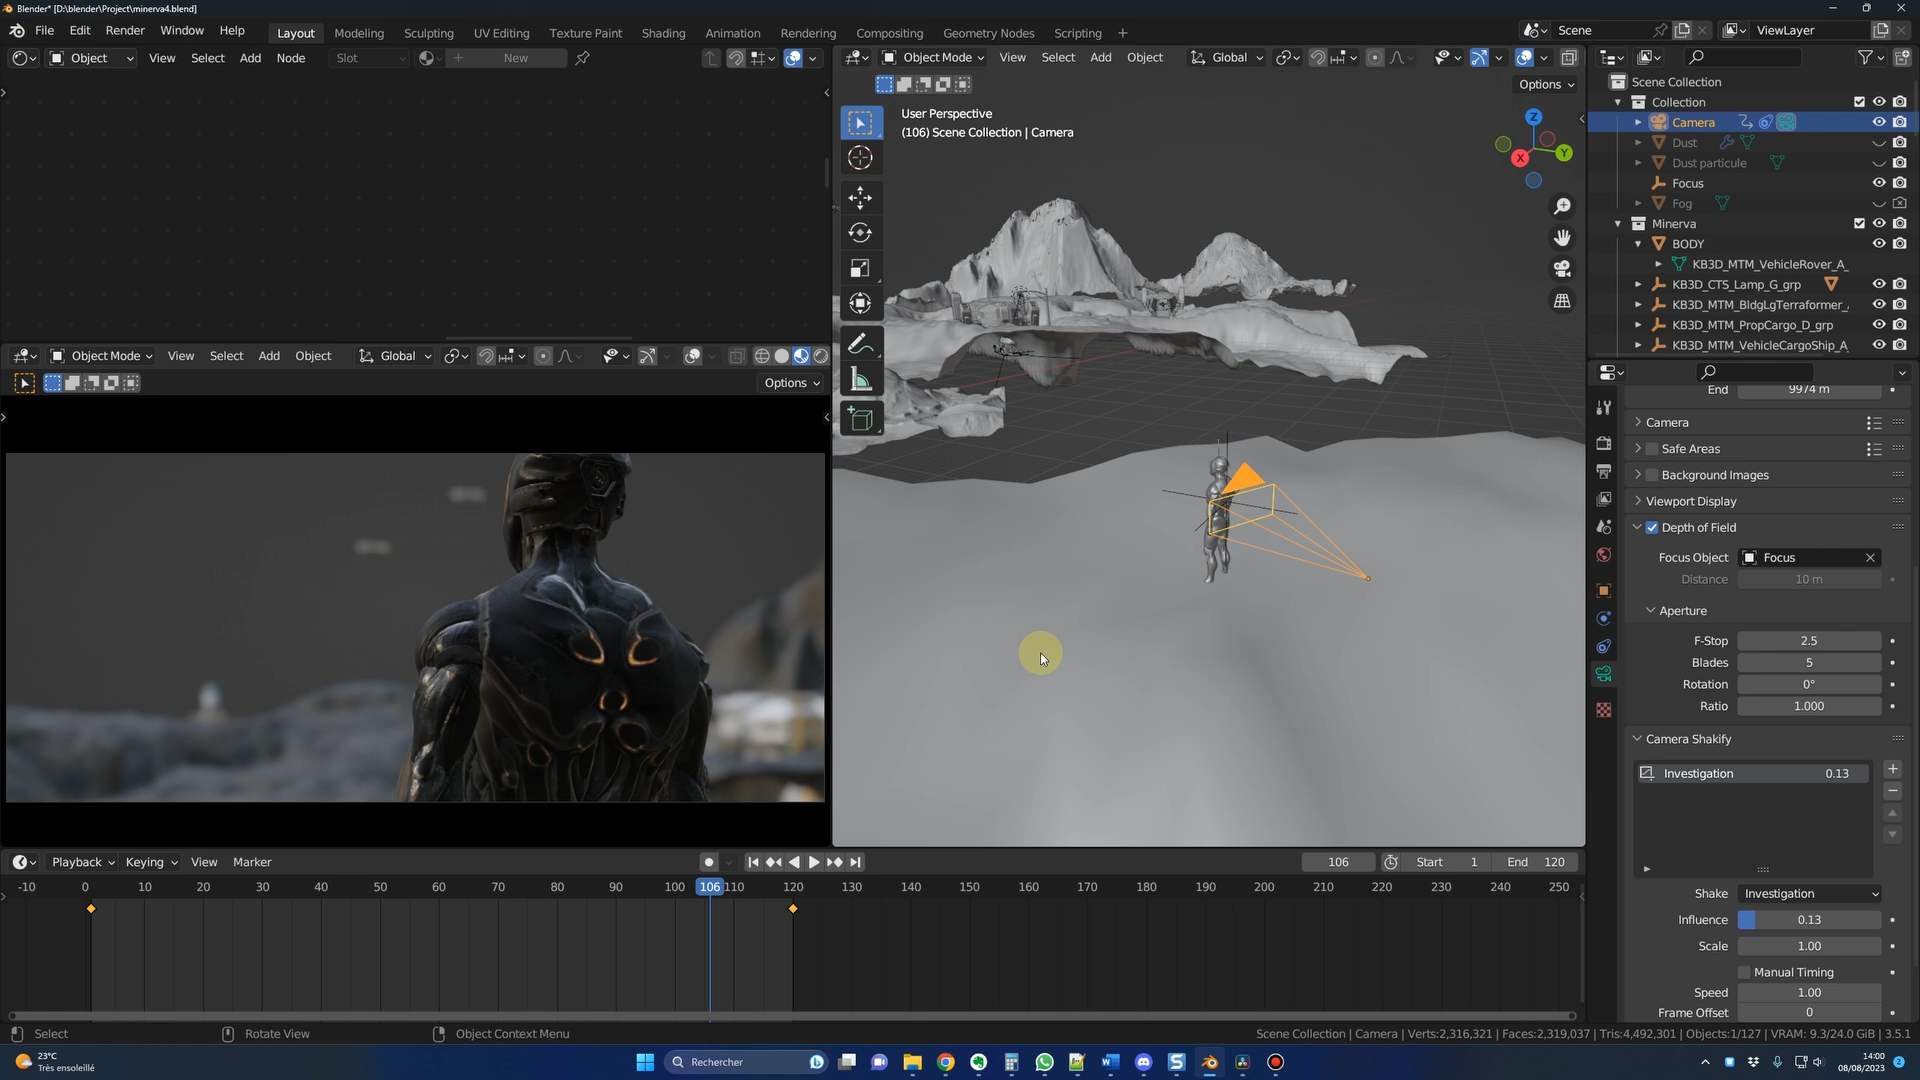 Blender* [D:\blender\Project\minerva4.blend]
File Edit Render Window Help Layout Modeling Sculpting UV Editing Texture Paint Shading Animation Rendering Compositing Geometry Nodes Scripting + Scene ViewLayer
Object View Select Add Node Slot New
Object Mode View Select Add Object Global
Options
User Perspective
(106) Scene Collection | Camera
Z
Y
X
Scene Collection
Collection
Camera
Dust
Dust particule
Focus
Fog
Minerva
BODY
KB3D_MTM_VehicleRover_A_
KB3D_CTS_Lamp_G_grp
KB3D_MTM_BldgLgTerraformer_
KB3D_MTM_PropCargo_D_grp
KB3D_MTM_VehicleCargoShip_A_
Object Mode View Select Add Object Global
Options
End 9974 m
Camera
Safe Areas
Background Images
Viewport Display
Depth of Field
Focus Object Focus
Distance 10 m
Aperture
F-Stop 2.5
Blades 5
Rotation 0°
Ratio 1.000
Camera Shakify
Investigation 0.13
Shake Investigation
Influence 0.13
Scale 1.00
Manual Timing
Speed 1.00
Frame Offset 0
Playback Keying View Marker 106 Start 1 End 120
-10 0 10 20 30 40 50 60 70 80 90 100 106 110 120 130 140 150 160 170 180 190 200 210 220 230 240 250
Select Rotate View Object Context Menu Scene Collection | Camera | Verts:2,316,321 | Faces:2,319,037 | Tris:4,492,301 | Objects:1/127 | VRAM: 9.3/24.0 GiB | 3.5.1
23°C
Très ensoleillé
Rechercher
14:00
08/08/2023
2